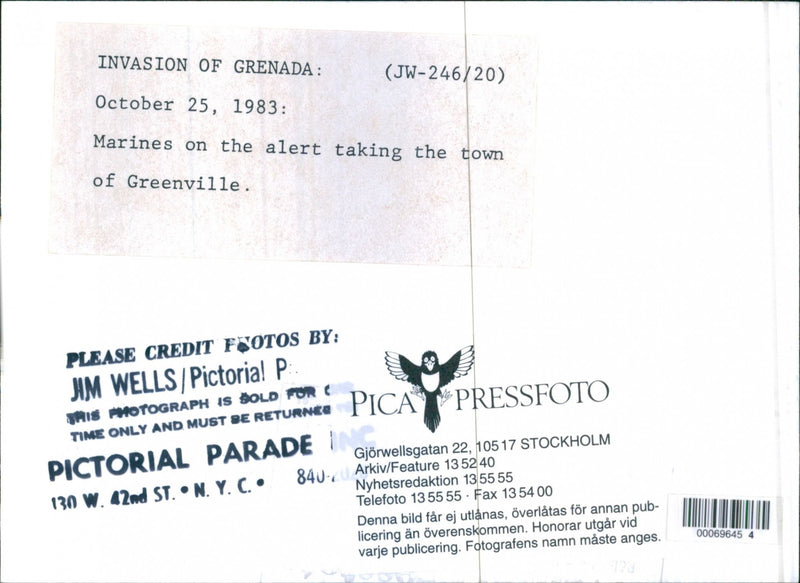 INVASION OF GRENADA: (JW-246/20)
October 25, 1983:
Marines on the alert taking the town
of Greenville.
PLEASE CREDIT PHOTOS BY:
JIM WELLS/Pictorial P
THIS PHOTOGRAPH IS SOLD FOR
TIME ONLY AND MUST BE RETURNED
PICTORIAL PARADE INC
130 W. 42nd ST. • N. Y. C. • 840-
PICA PRESSFOTO
Gjörwellsgatan 22, 105 17 STOCKHOLM
Arkiv/Feature 13 52 40
Nyhetsredaktion 13 55 55
Telefoto 13 55 55 · Fax 13 54 00
Denna bild får ej utlånas, överlåtas för annan pub-
licering än överenskommen. Honorar utgår vid
varje publicering. Fotografens namn måste anges.
00069645 4